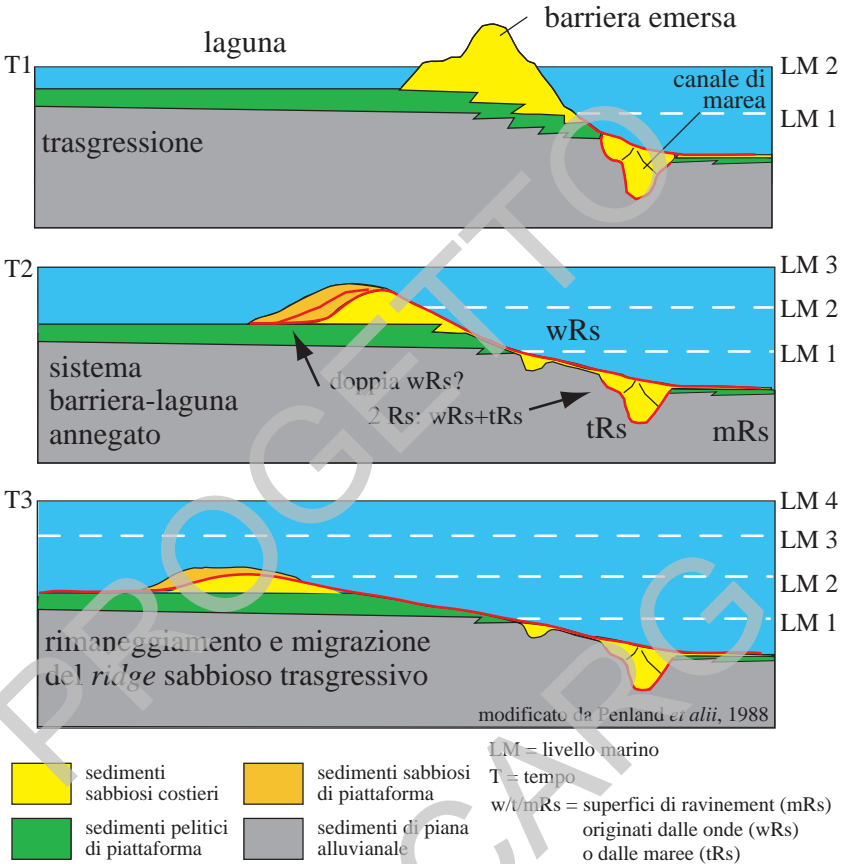 barriera emersa
laguna
T1
LM 2
canale di
marea
LM 1
trasgressione
T2
LM 3
LM 2
wRs
LM 1
sistema
barriera-laguna
annegato
doppia wRs?
2 Rs: wRs+tRs
tRs
mRs
T3
LM 4
LM 3
LM 2
LM 1
rimaneggiamento e migrazione
del ridge sabbioso trasgressivo
modificato da Penland et alii, 1988
sedimenti
sabbiosi costieri
sedimenti sabbiosi
di piattaforma
sedimenti pelitici
di piattaforma
sedimenti di piana
alluvianale
LM = livello marino
T = tempo
w/t/mRs = superfici di ravinement (mRs)
originati dalle onde (wRs)
o dalle maree (tRs)
PROGETTO
CARG